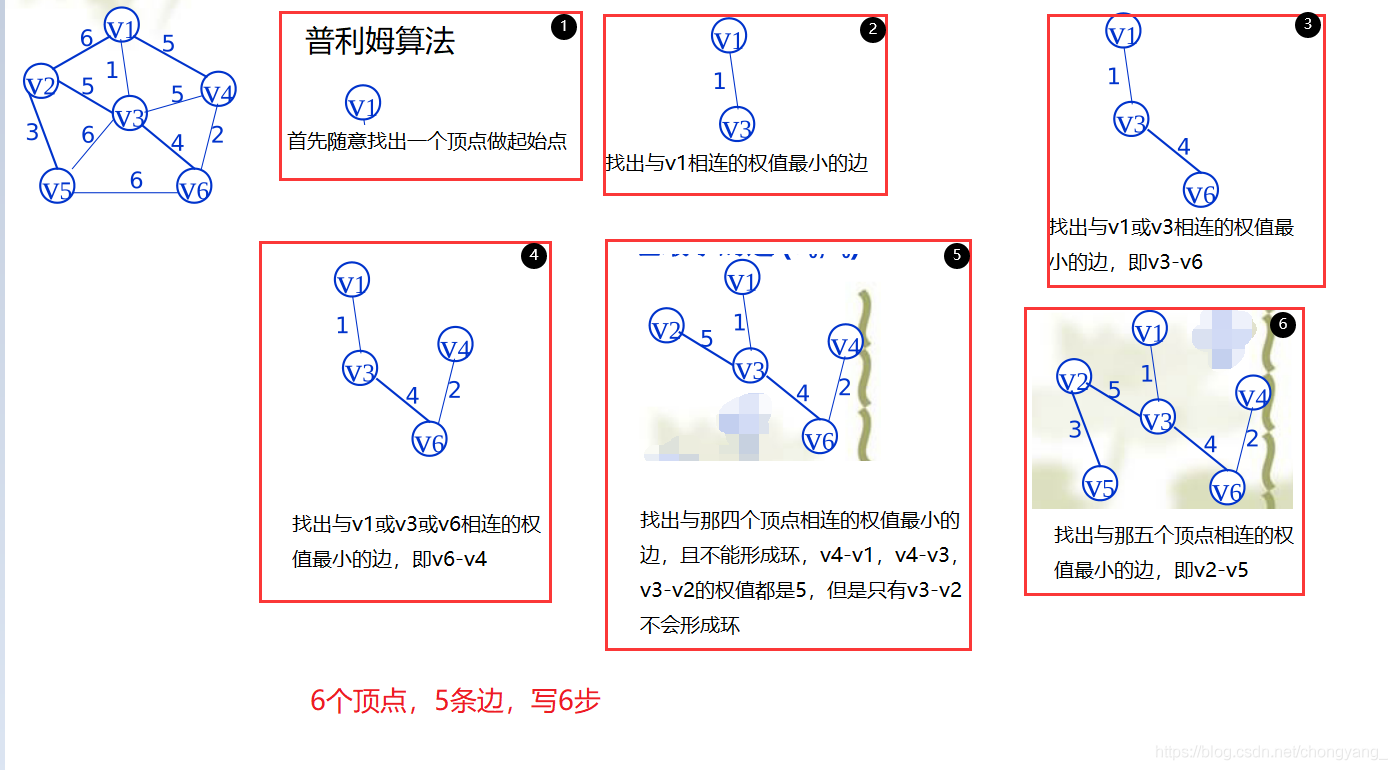 v1
6
5
1
v2
5
5
v4
v3
3
6
4
2
v5
6
v6
1
普利姆算法
v1
首先随意找出一个顶点做起始点
2
v1
1
v3
找出与v1相连的权值最小的边
3
v1
1
v3
4
v6
找出与v1或v3相连的权值最
小的边，即v3-v6
4
v1
1
v4
v3
4
2
v6
找出与v1或v3或v6相连的权
值最小的边，即v6-v4
5
v1
v2
5
1
v4
v3
4
2
v6
找出与那四个顶点相连的权值最小的
边，且不能形成环，v4-v1，v4-v3，
v3-v2的权值都是5，但是只有v3-v2
不会形成环
6
v1
v2
5
1
v4
v3
3
4
2
v5
v6
找出与那五个顶点相连的权
值最小的边，即v2-v5
6个顶点，5条边，写6步
https://blog.csdn.net/chongyang_